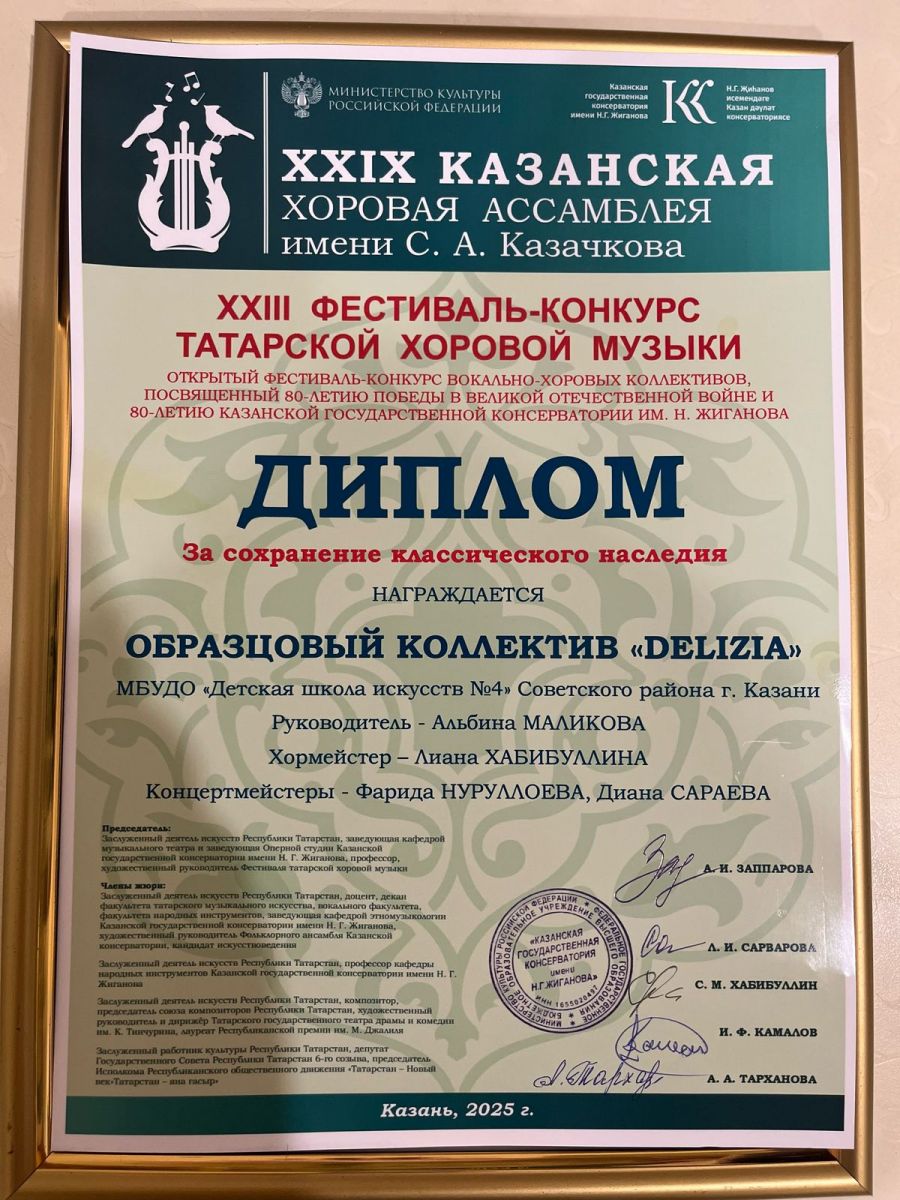 МИНИСТЕРСТВО КУЛЬТУРЫ
РОССИЙСКОЙ ФЕДЕРАЦИИ
Казанская
государственная
консерватория
имени Н.Г. Жиганова
Н.Г. Җиһанов
исемендәге
Казан дәүләт
консерваториясе
XXIX КАЗАНСКАЯ
ХОРОВАЯ АССАМБЛЕЯ
имени С. А. Казачкова
XXIII ФЕСТИВАЛЬ-КОНКУРС
ТАТАРСКОЙ ХОРОВОЙ МУЗЫКИ
ОТКРЫТЫЙ ФЕСТИВАЛЬ-КОНКУРС ВОКАЛЬНО-ХОРОВЫХ КОЛЛЕКТИВОВ,
ПОСВЯЩЕННЫЙ 80-ЛЕТИЮ ПОБЕДЫ В ВЕЛИКОЙ ОТЕЧЕСТВЕННОЙ ВОЙНЕ И
80-ЛЕТИЮ КАЗАНСКОЙ ГОСУДАРСТВЕННОЙ КОНСЕРВАТОРИИ ИМ. Н. ЖИГАНОВА
ДИПЛОМ
За сохранение классического наследия
НАГРАЖДАЕТСЯ
ОБРАЗЦОВЫЙ КОЛЛЕКТИВ «DELIZIA»
МБУДО «Детская школа искусств №4» Советского района г. Казани
Руководитель - Альбина МАЛИКОВА
Хормейстер – Лиана ХАБИБУЛЛИНА
Концертмейстеры - Фарида НУРУЛЛОЕВА, Диана САРАЕВА
Председатель:
Заслуженный деятель искусств Республики Татарстан, заведующая кафедрой
музыкального театра и заведующая Оперной студии Казанской
государственной консерватории имени Н. Г. Жиганова, профессор,
художественный руководитель Фестиваля татарской хоровой музыки
А. И. ЗАППАРОВА
Члены жюри:
Заслуженный деятель искусств Республики Татарстан, доцент, декан
факультета татарского музыкального искусства, вокального факультета,
факультета народных инструментов, заведующая кафедрой этномузыкологии
Казанской государственной консерватории имени Н. Г. Жиганова,
художественный руководитель Фольклорного ансамбля Казанской
консерватории, кандидат искусствоведения
Л. И. САРВАРОВА
Заслуженный деятель искусств Республики Татарстан, профессор кафедры
народных инструментов Казанской государственной консерватории имени Н. Г.
Жиганова
С. М. ХАБИБУЛЛИН
Заслуженный деятель искусств Республики Татарстан, композитор,
председатель союза композиторов Республики Татарстан, художественный
руководитель и дирижёр Татарского государственного театра драмы и комедии
им. К. Тинчурина, лауреат Республиканской премии им. М. Джалиля
И. Ф. КАМАЛОВ
Заслуженный работник культуры Республики Татарстан, депутат
Государственного Совета Республики Татарстан 6-го созыва, председатель
Исполкома Республиканского общественного движения «Татарстан – Новый
век»Татарстан – яна гасыр»
А. А. ТАРХАНОВА
«КАЗАНСКАЯ
ГОСУДАРСТВЕННАЯ
КОНСЕРВАТОРИЯ
имени
Н.Г.ЖИГАНОВА»
Казань, 2025 г.